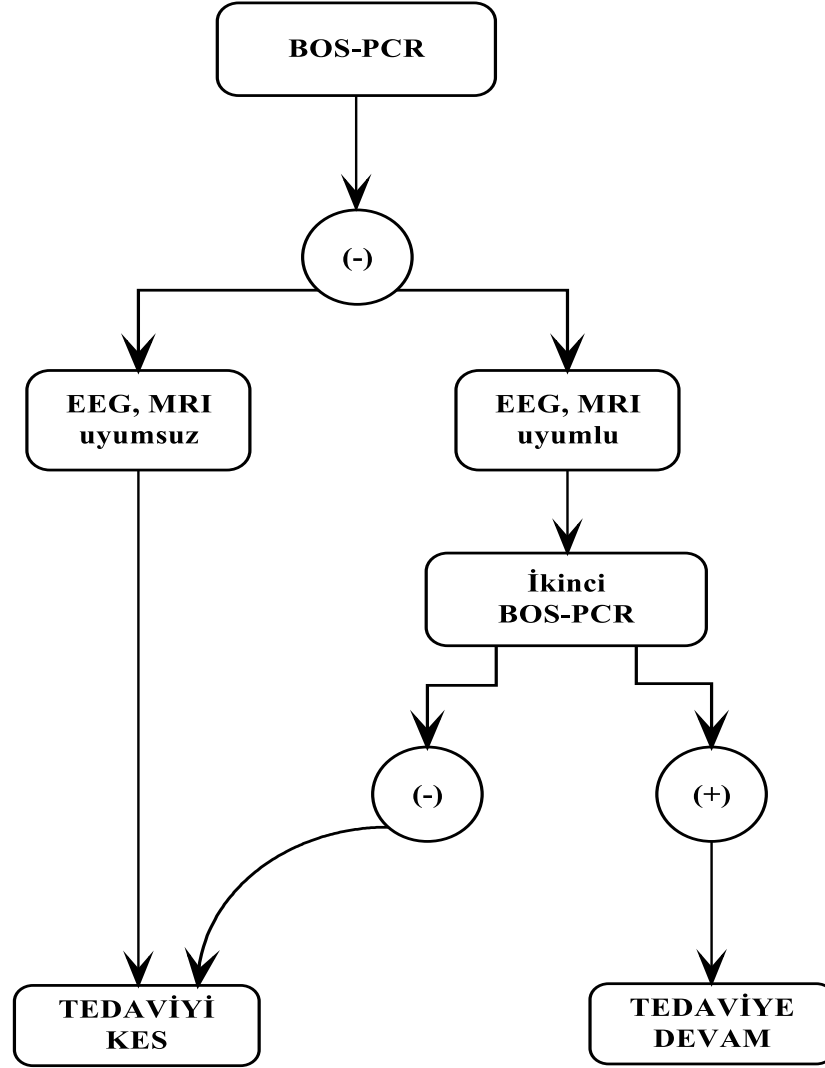 BOS-PCR
(-)
EEG, MRI
uyumsuz
EEG, MRI
uyumlu
İkinci
BOS-PCR
(-)
(+)
TEDAVİYİ
KES
TEDAVİYE
DEVAM